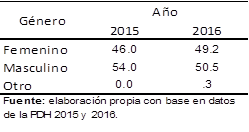 Género Año
2015 2016
Femenino 46.0 49.2
Masculino 54.0 50.5
Otro 0.0 .3
Fuente: elaboración propia con base en datos
de la PDH 2015 y 2016.